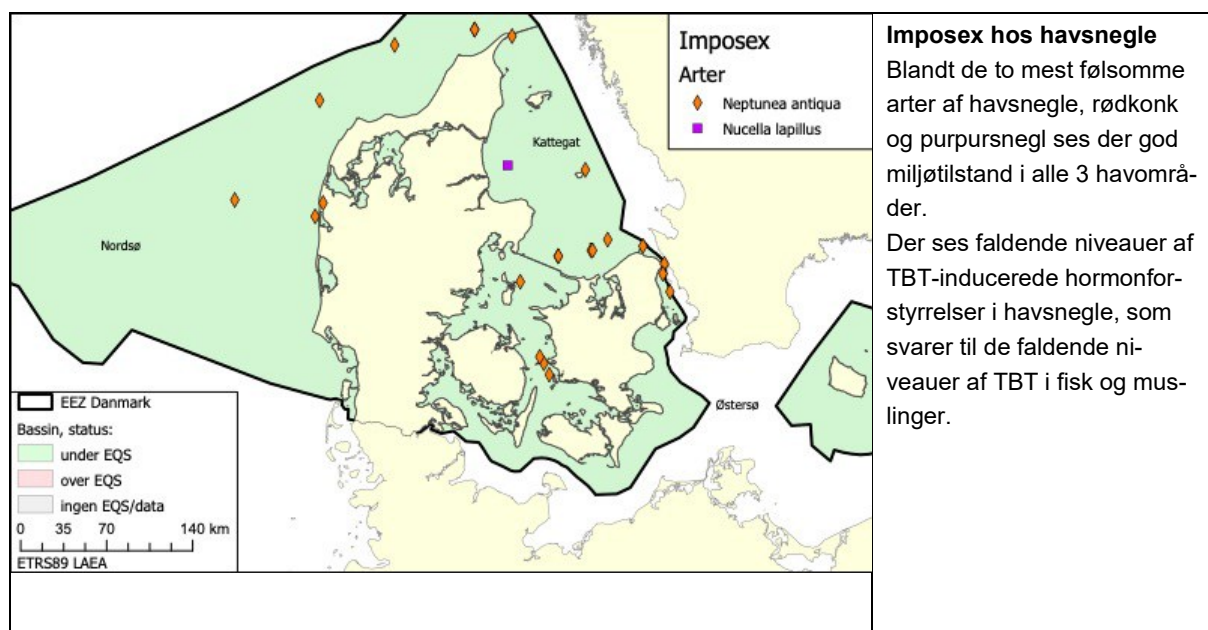 Imposex
Arter
Neptunea antiqua
Nucella lapillus
Kattegat
Nordsø
Østersø
EEZ Danmark
Bassin, status:
under EQS
over EQS
ingen EQS/data
0 35 70 140 km
ETRS89 LAEA
Imposex hos havsnegle
Blandt de to mest følsomme
arter af havsnegle, rødkonk
og purpursnegl ses der god
miljøtilstand i alle 3 havområ-
der.
Der ses faldende niveauer af
TBT-inducerede hormonfor-
styrrelser i havsnegle, som
svarer til de faldende ni-
veauer af TBT i fisk og mus-
linger.